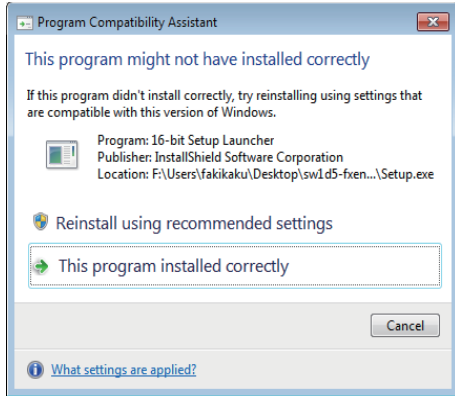 Program Compatibility Assistant
This program might not have installed correctly
If this program didn't install correctly, try reinstalling using settings that
are compatible with this version of Windows.
Program: 16-bit Setup Launcher
Publisher: InstallShield Software Corporation
Location: F:\Users\fakikaku\Desktop\sw1d5-fxen...\Setup.exe
Reinstall using recommended settings
This program installed correctly
Cancel
What settings are applied?